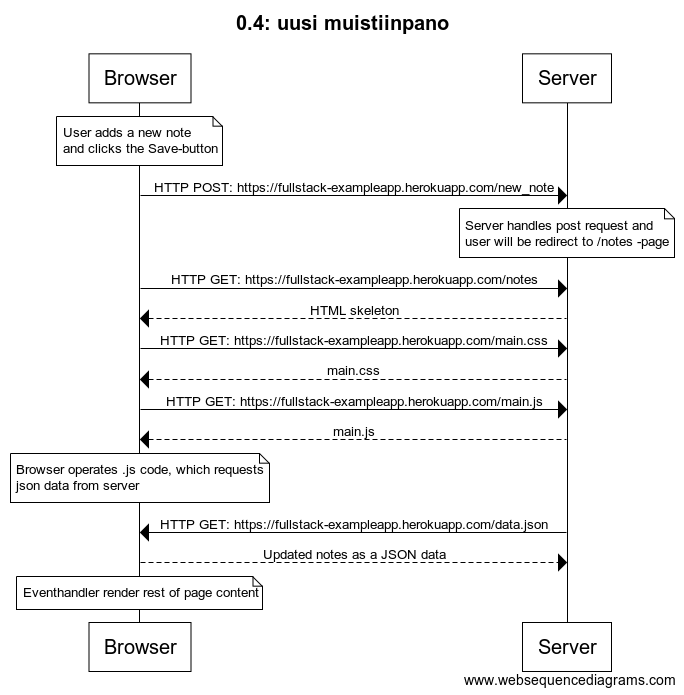 0.4: uusi muistiinpano
Browser
Server
User adds a new note
and clicks the Save-button
HTTP POST: https://fullstack-exampleapp.herokuapp.com/new_note
Server handles post request and
user will be redirect to /notes -page
HTTP GET: https://fullstack-exampleapp.herokuapp.com/notes
HTML skeleton
HTTP GET: https://fullstack-exampleapp.herokuapp.com/main.css
main.css
HTTP GET: https://fullstack-exampleapp.herokuapp.com/main.js
main.js
Browser operates .js code, which requests
json data from server
HTTP GET: https://fullstack-exampleapp.herokuapp.com/data.json
Updated notes as a JSON data
Eventhandler render rest of page content
Browser
Server
www.websequencediagrams.com